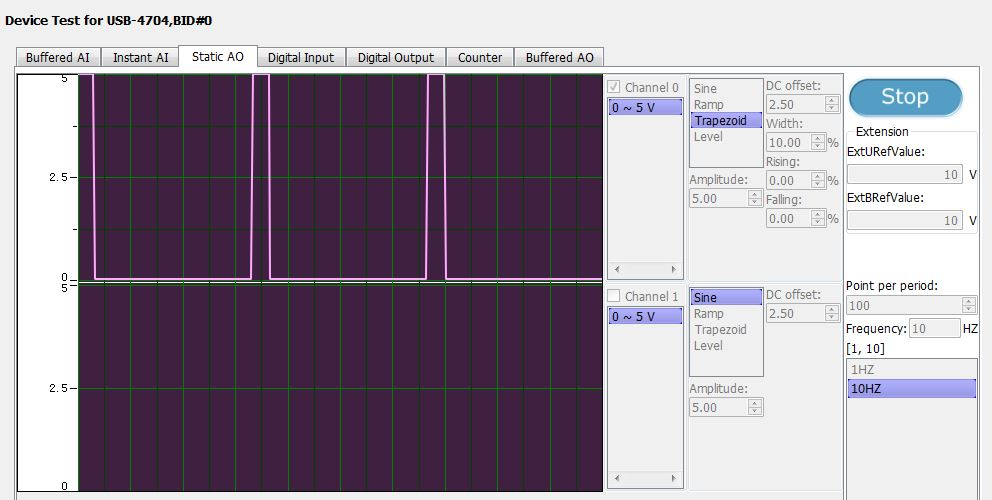 Device Test for USB-4704,BID#0
Buffered AI Instant AI Static AO Digital Input Digital Output Counter Buffered AO
5
2.5
0
Channel 0
0 ~ 5 V
Sine
Ramp
Trapezoid
Level
Amplitude:
5.00
DC offset:
2.50
Width:
10.00 %
Rising:
0.00 %
Falling:
0.00 %
Stop
Extension
ExtURefValue:
10 V
ExtBRefValue:
10 V
5
2.5
0
Channel 1
0 ~ 5 V
Sine
Ramp
Trapezoid
Level
Amplitude:
5.00
DC offset:
2.50
Point per period:
100
Frequency: 10 HZ
[1, 10]
1HZ
10HZ